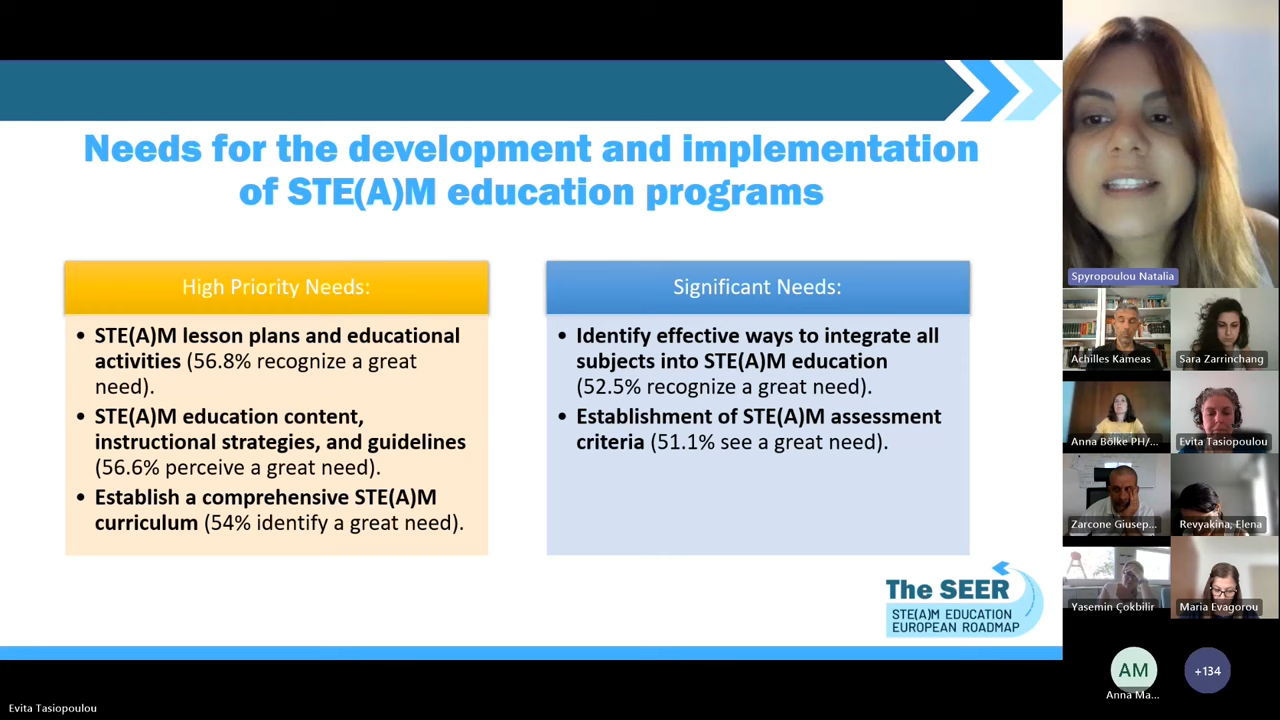 Needs for the development and implementation
of STE(A)M education programs
High Priority Needs:
• STE(A)M lesson plans and educational
activities (56.8% recognize a great
need).
• STE(A)M education content,
instructional strategies, and guidelines
(56.6% perceive a great need).
• Establish a comprehensive STE(A)M
curriculum (54% identify a great need).
Significant Needs:
• Identify effective ways to integrate all
subjects into STE(A)M education
(52.5% recognize a great need).
• Establishment of STE(A)M assessment
criteria (51.1% see a great need).
The SEER
STE(A)M EDUCATION
EUROPEAN ROADMAP
Spyropoulou Natalia
Achilles Kameas
Sara Zarrinchang
Anna Bölke PH/...
Evita Tasiopoulou
Zarcone Giusep...
Revyakina, Elena
Yasemin Çokbilir
Maria Evagorou
AM
Anna Ma...
+134
Evita Tasiopoulou